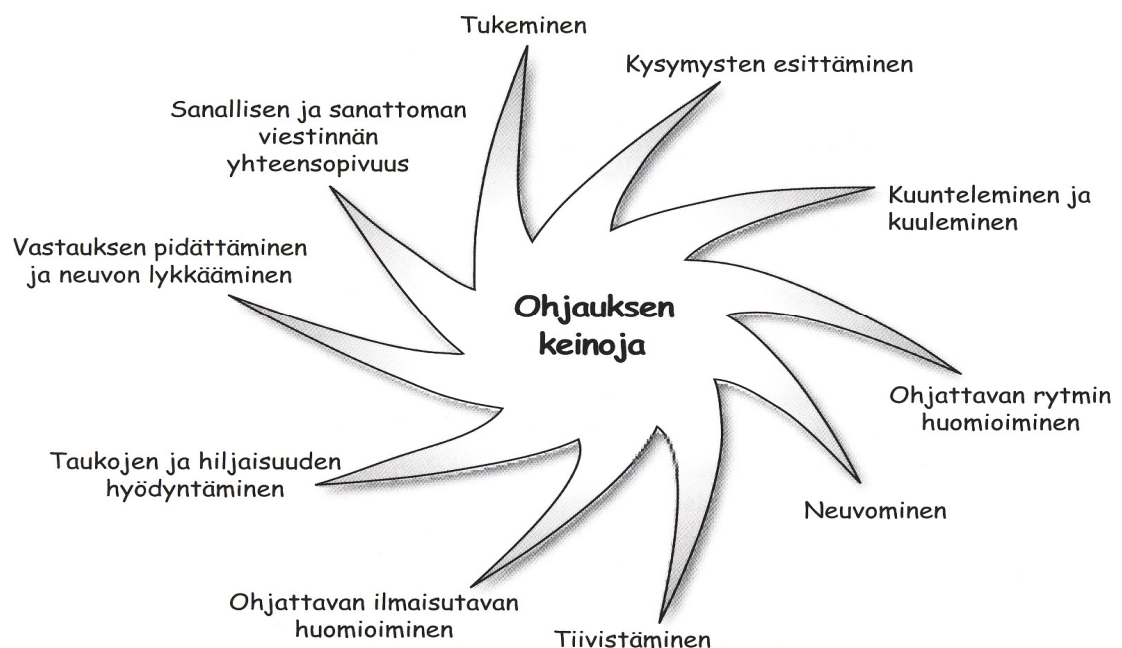 Tukeminen
Kysymysten esittäminen
Sanallisen ja sanattoman
viestinnän
yhteensopivuus
Kuunteleminen ja
kuuleminen
Vastauksen pidättäminen
ja neuvon lykkääminen
Ohjauksen
keinoja
Ohjattavan rytmin
huomioiminen
Taukojen ja hiljaisuuden
hyödyntäminen
Neuvominen
Ohjattavan ilmaisutavan
huomioiminen
Tiivistäminen